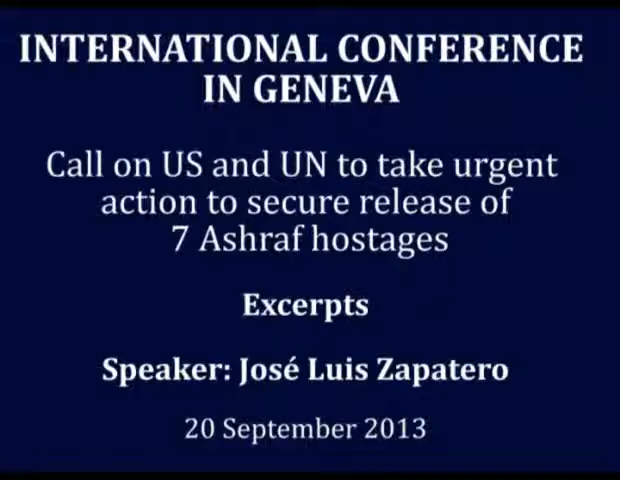 INTERNATIONAL CONFERENCE
IN GENEVA
Call on US and UN to take urgent
action to secure release of
7 Ashraf hostages
Excerpts
Speaker: José Luis Zapatero
20 September 2013